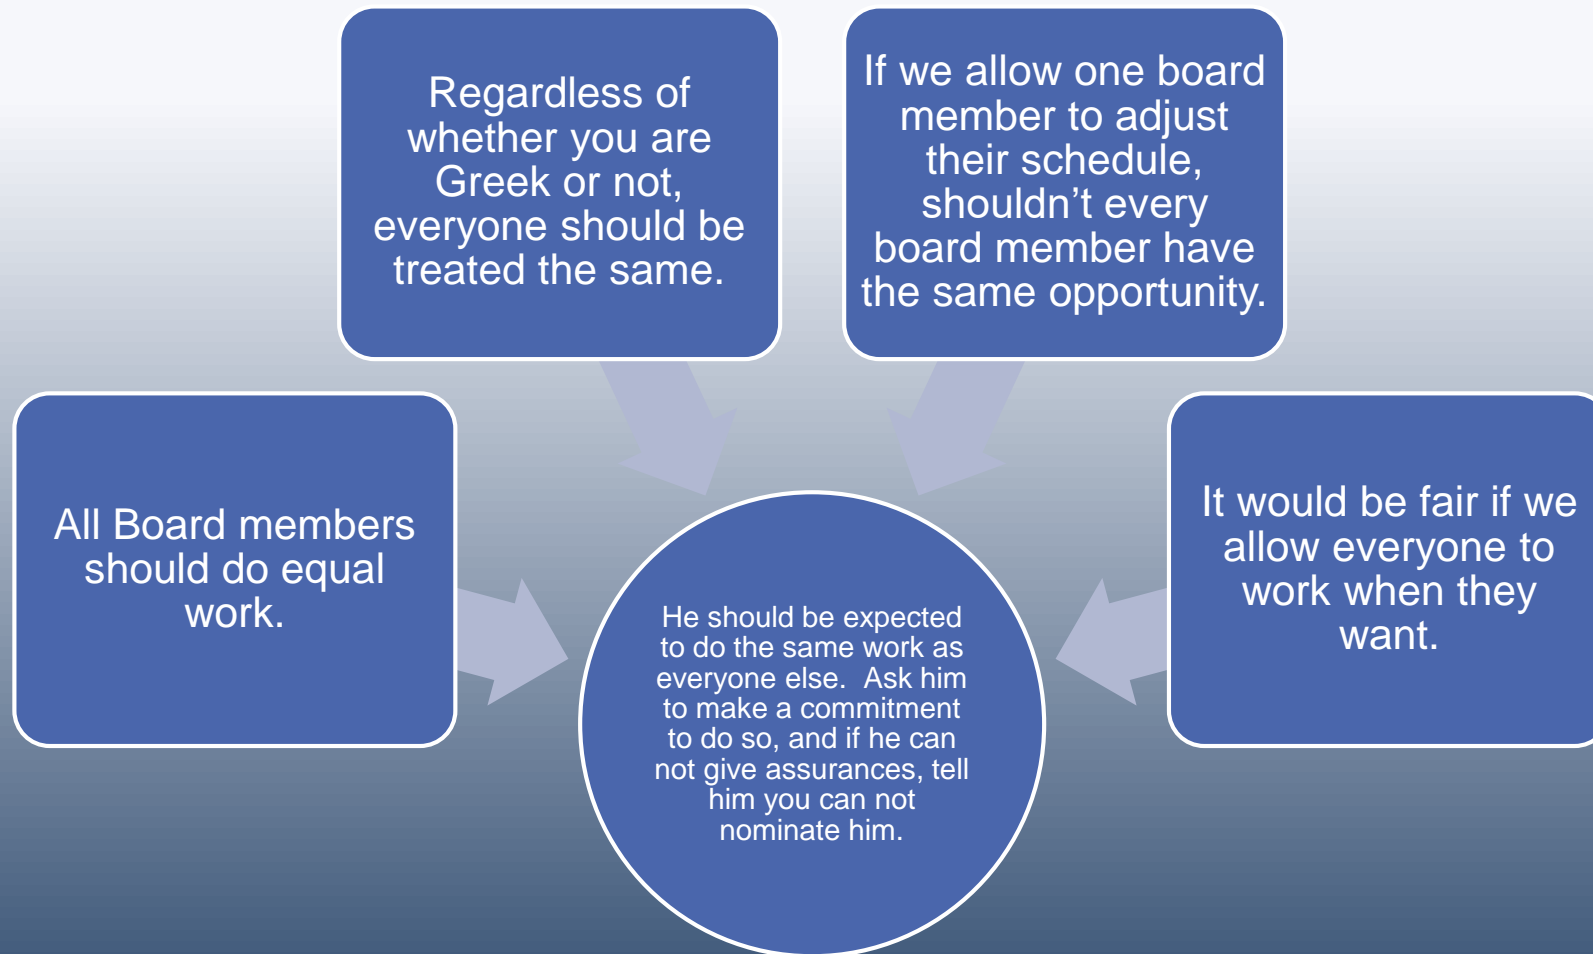 Regardless of
whether you are
Greek or not,
everyone should be
treated the same.
If we allow one board
member to adjust
their schedule,
shouldn’t every
board member have
the same opportunity.
All Board members
should do equal
work.
It would be fair if we
allow everyone to
work when they
want.
He should be expected
to do the same work as
everyone else.  Ask him
to make a commitment
to do so, and if he can
not give assurances, tell
him you can not
nominate him.